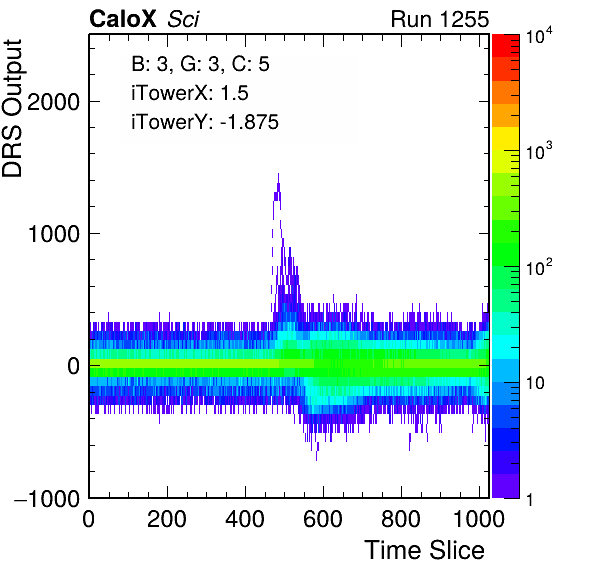 CaloX Sci Run 1255
B: 3, G: 3, C: 5
iTowerX: 1.5
iTowerY: -1.875
DRS Output
2000
1000
0
−1000
0 200 400 600 800 1000
Time Slice
10^4
10^3
10^2
10
1